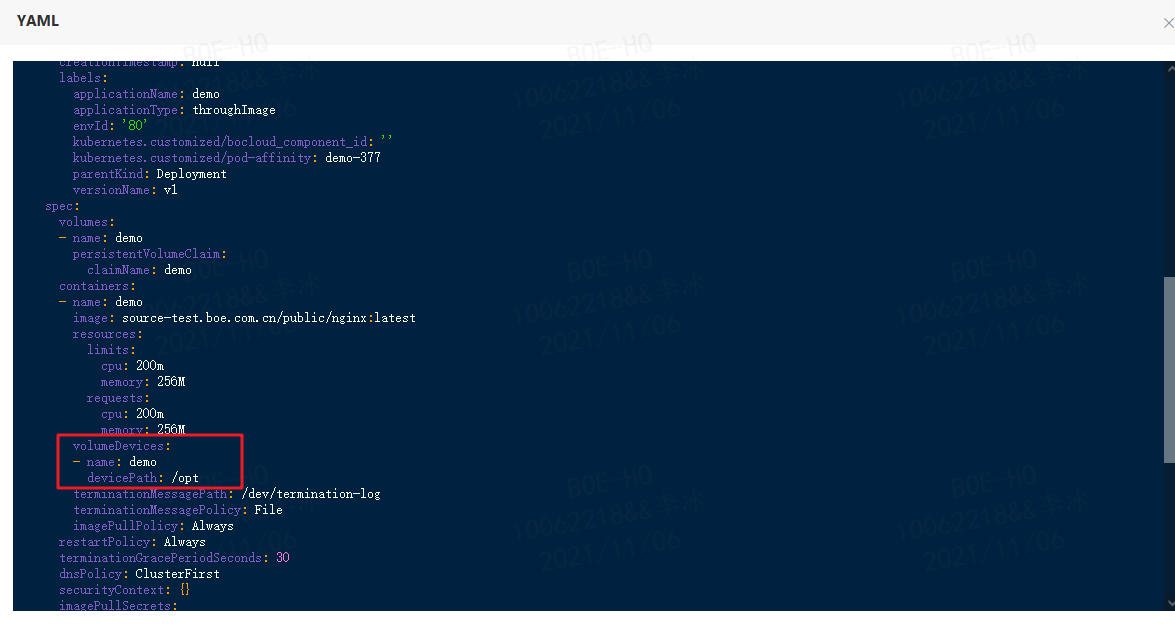 YAML
creationTimestamp: null
labels:
applicationName: demo
applicationType: throughImage
envId: '80'
kubernetes.customized/bocloud_component_id: ''
kubernetes.customized/pod-affinity: demo-377
parentKind: Deployment
versionName: v1
spec:
volumes:
- name: demo
persistentVolumeClaim:
claimName: demo
containers:
- name: demo
image: source-test.boe.com.cn/public/nginx:latest
resources:
limits:
cpu: 200m
memory: 256M
requests:
cpu: 200m
memory: 256M
volumeDevices:
- name: demo
devicePath: /opt
terminationMessagePath: /dev/termination-log
terminationMessagePolicy: File
imagePullPolicy: Always
restartPolicy: Always
terminationGracePeriodSeconds: 30
dnsPolicy: ClusterFirst
securityContext: {}
imagePullSecrets:
BOE-HQ
2021/11/06